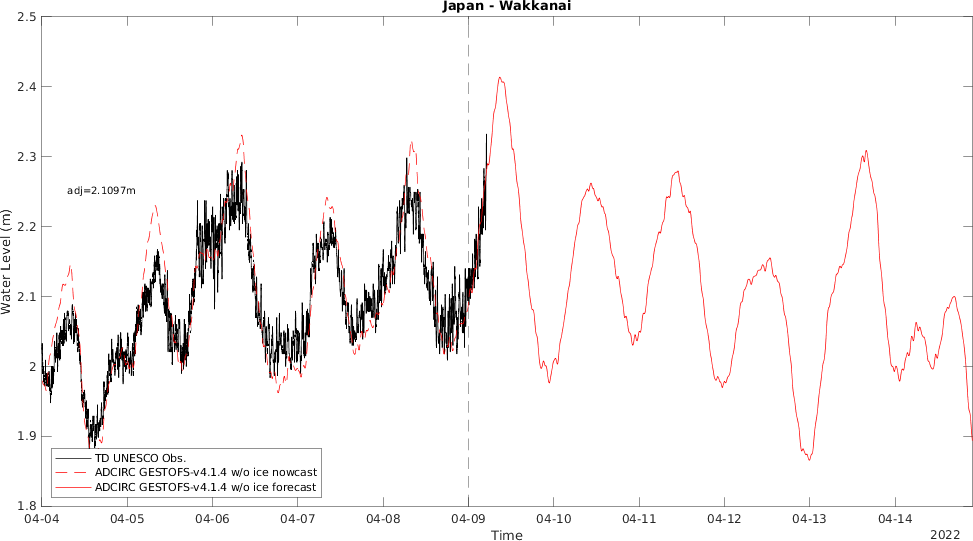 Japan - Wakkanai
Water Level (m)
2.5
2.4
2.3
2.2
2.1
2
1.9
1.8
adj=2.1097m
TD UNESCO Obs.
ADCIRC GESTOFS-v4.1.4 w/o ice nowcast
ADCIRC GESTOFS-v4.1.4 w/o ice forecast
04-04 04-05 04-06 04-07 04-08 04-09 04-10 04-11 04-12 04-13 04-14
Time
2022